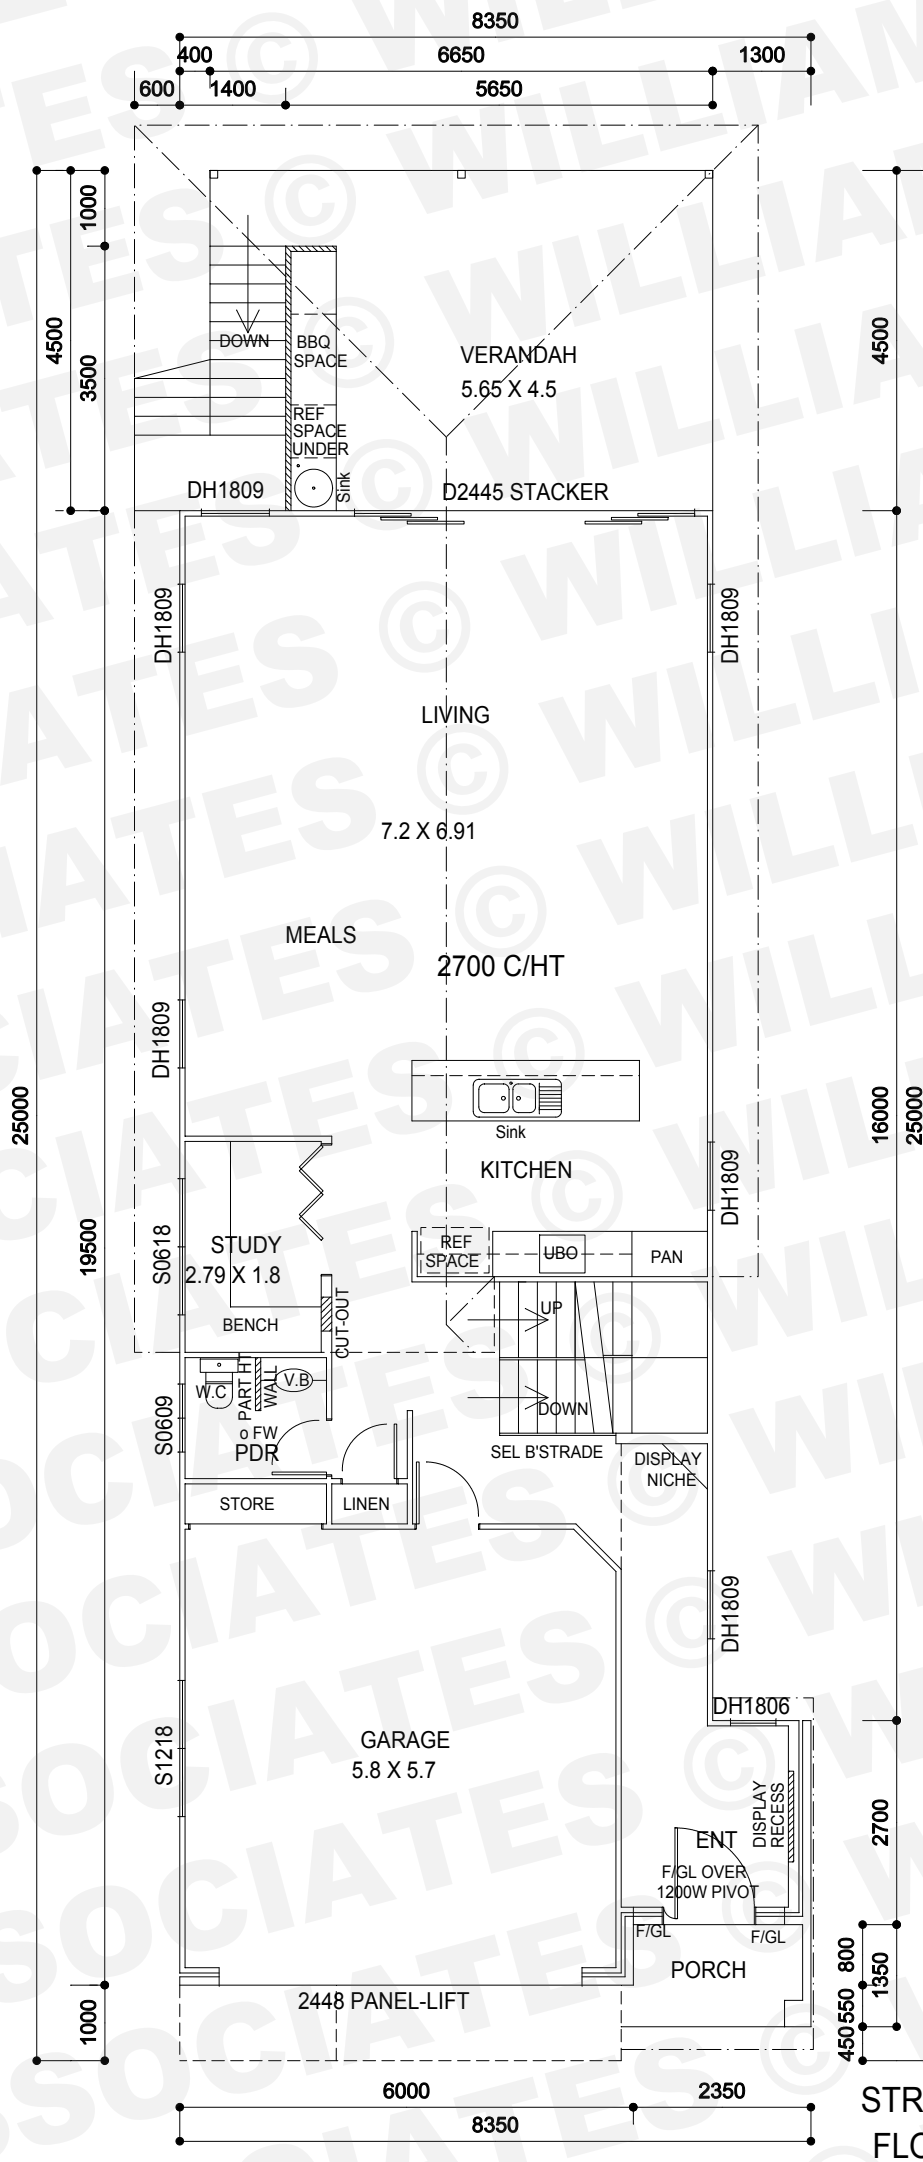 8350
400
6650
1300
600
1400
5650
1000
4500
3500
4500
DOWN
BBQ
SPACE
VERANDAH
5.65 X 4.5
REF
SPACE
UNDER
Sink
DH1809
D2445 STACKER
DH1809
DH1809
LIVING
7.2 X 6.91
MEALS
2700 C/HT
DH1809
25000
16000
25000
Sink
KITCHEN
DH1809
19500
S0618
STUDY
2.79 X 1.8
REF
SPACE
UBO
PAN
BENCH
CUT-OUT
UP
W.C
PART HT
WALL
V.B
S0609
o FW
PDR
DOWN
SEL B'STRADE
DISPLAY
NICHE
STORE
LINEN
DH1809
DH1806
S1218
GARAGE
5.8 X 5.7
DISPLAY
RECESS
2700
ENT
F/GL OVER
1200W PIVOT
F/GL
F/GL
PORCH
800
1350
550
450
1000
2448 PANEL-LIFT
6000
2350
8350
STR
FLO
ASSOCIATES © WILLIAM